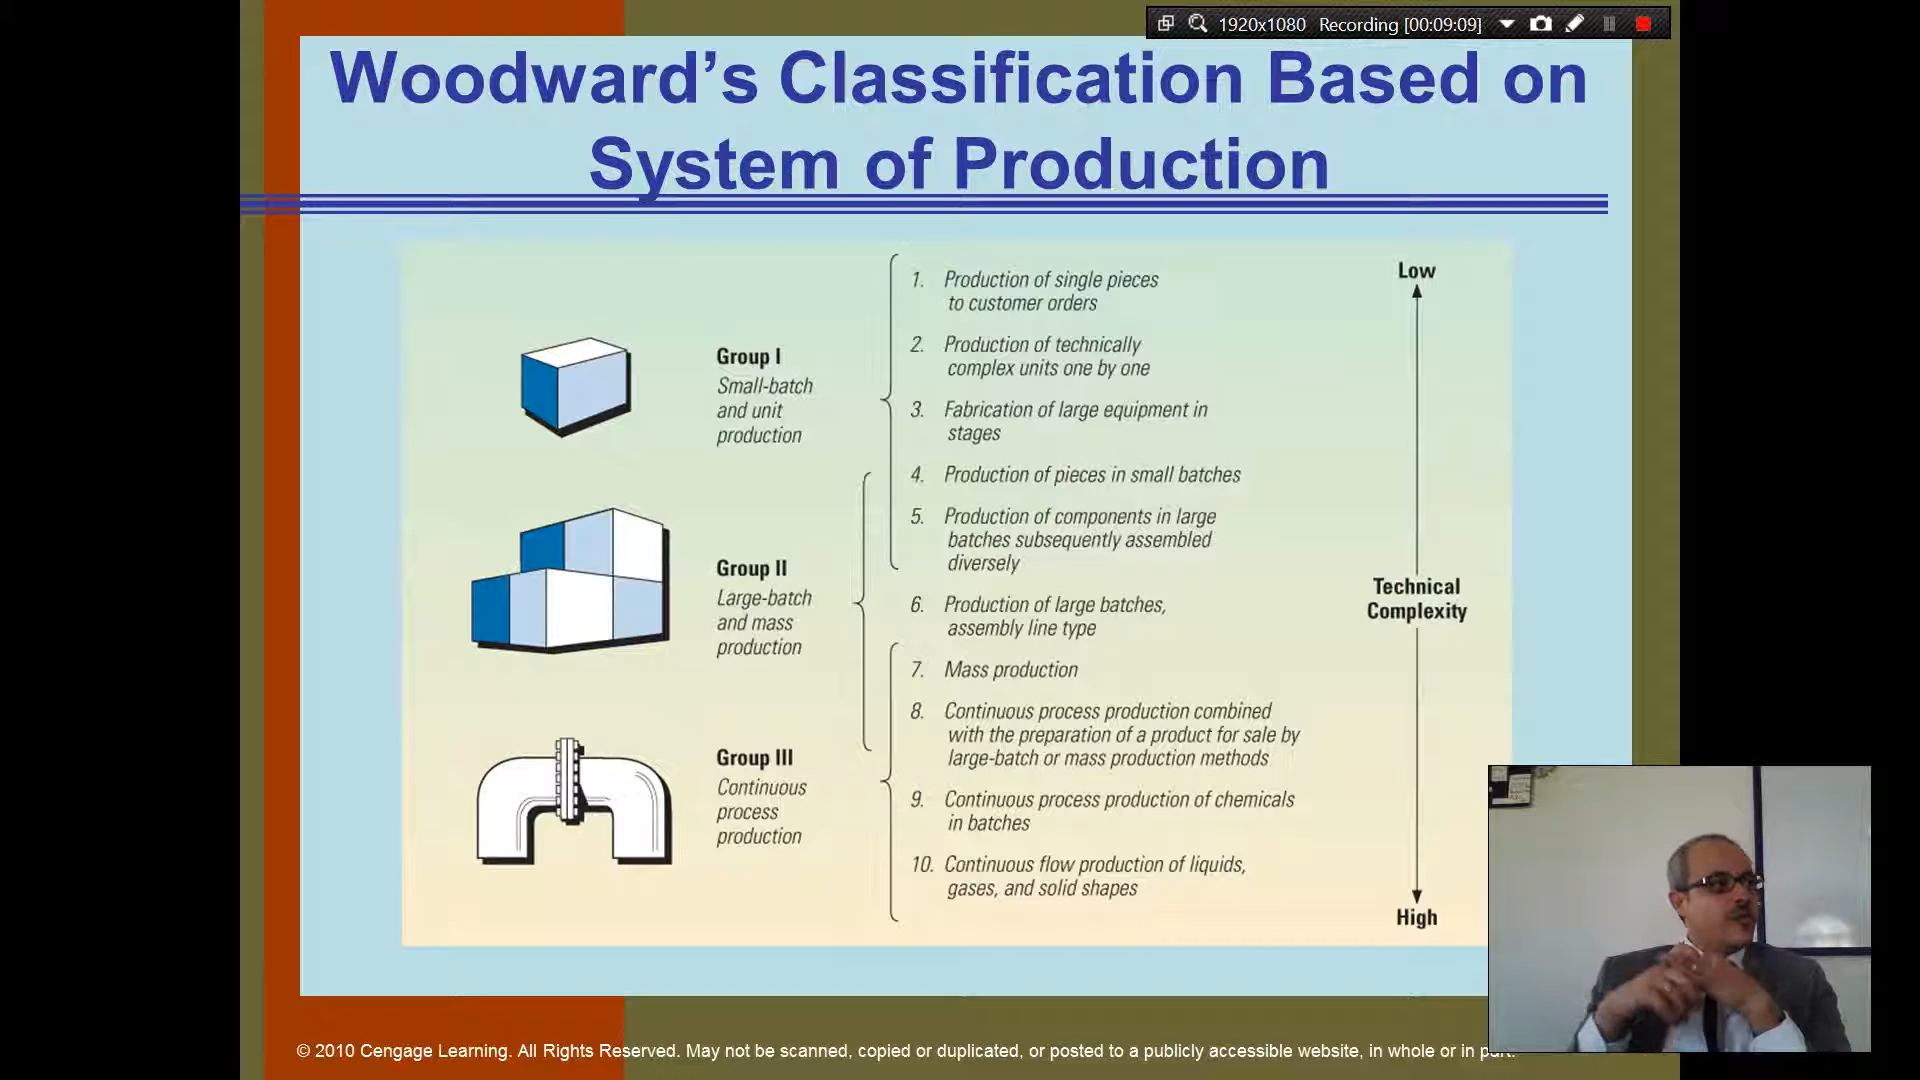 1920x1080 Recording [00:09:09]
Woodward’s Classification Based on
System of Production
Group I
Small-batch
and unit
production
Group II
Large-batch
and mass
production
Group III
Continuous
process
production
1. Production of single pieces
to customer orders
2. Production of technically
complex units one by one
3. Fabrication of large equipment in
stages
4. Production of pieces in small batches
5. Production of components in large
batches subsequently assembled
diversely
6. Production of large batches,
assembly line type
7. Mass production
8. Continuous process production combined
with the preparation of a product for sale by
large-batch or mass production methods
9. Continuous process production of chemicals
in batches
10. Continuous flow production of liquids,
gases, and solid shapes
Low
Technical
Complexity
High
© 2010 Cengage Learning. All Rights Reserved. May not be scanned, copied or duplicated, or posted to a publicly accessible website, in whole or in part.